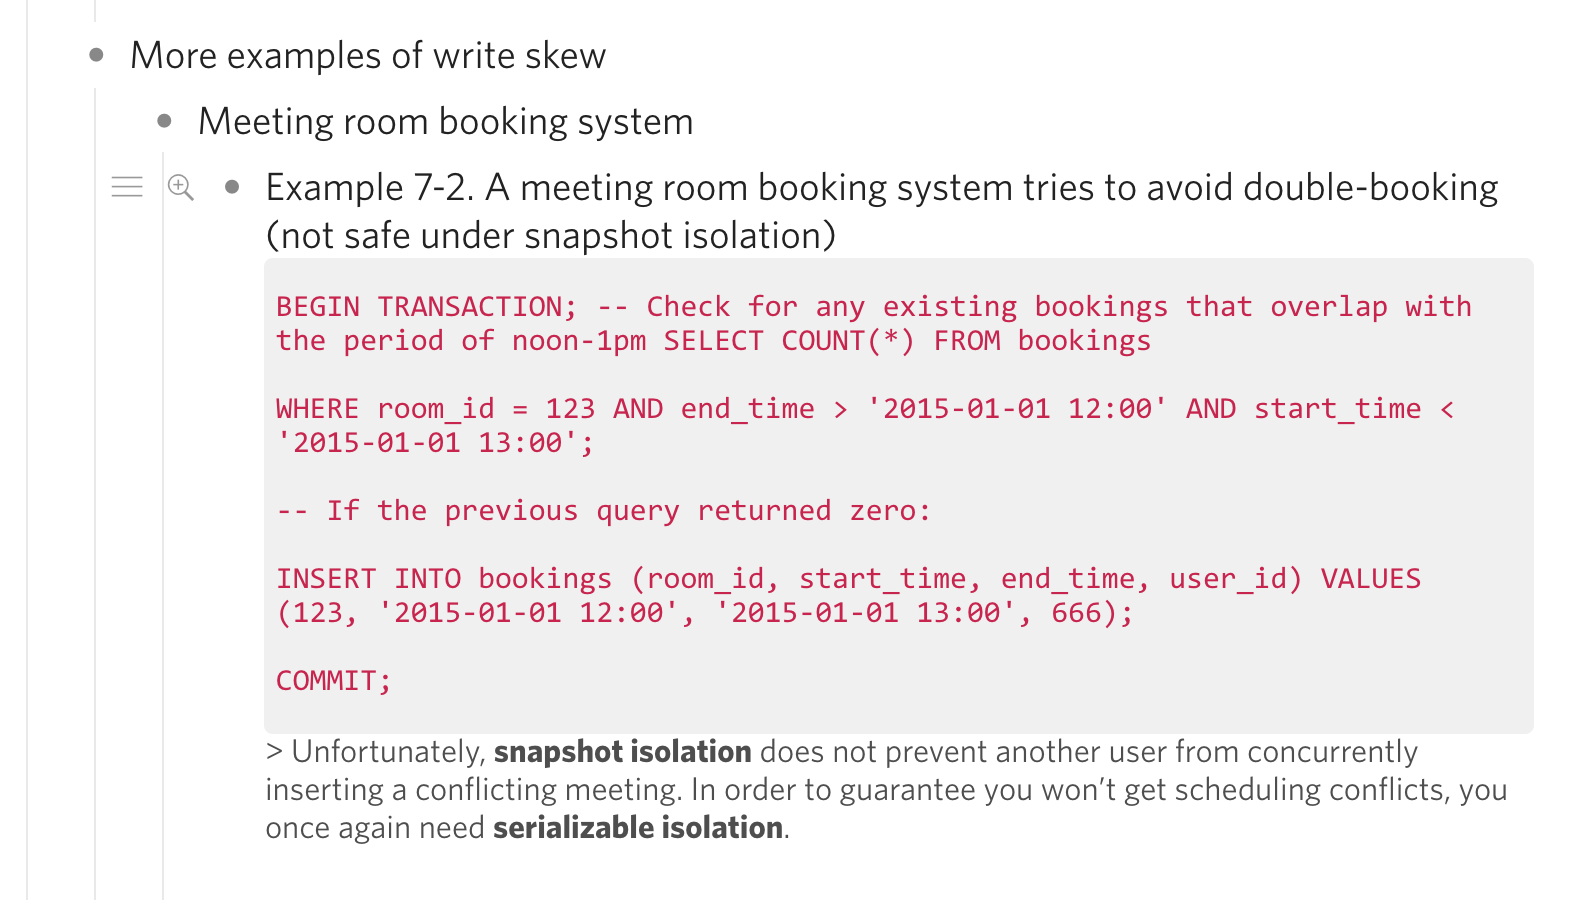 More examples of write skew
Meeting room booking system
Example 7-2. A meeting room booking system tries to avoid double-booking
(not safe under snapshot isolation)
BEGIN TRANSACTION; -- Check for any existing bookings that overlap with
the period of noon-1pm SELECT COUNT(*) FROM bookings
WHERE room_id = 123 AND end_time > '2015-01-01 12:00' AND start_time <
'2015-01-01 13:00';
-- If the previous query returned zero:
INSERT INTO bookings (room_id, start_time, end_time, user_id) VALUES
(123, '2015-01-01 12:00', '2015-01-01 13:00', 666);
COMMIT;
> Unfortunately, snapshot isolation does not prevent another user from concurrently
inserting a conflicting meeting. In order to guarantee you won’t get scheduling conflicts, you
once again need serializable isolation.